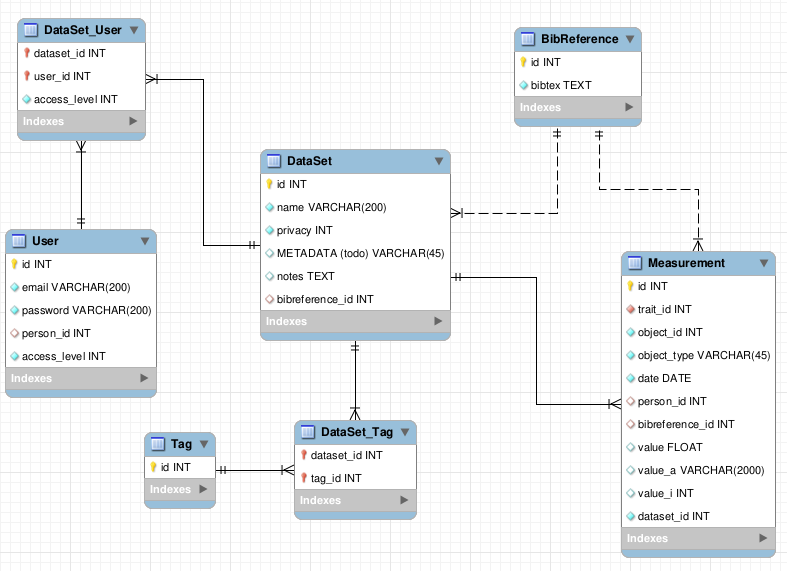 DataSet_User
dataset_id INT
user_id INT
access_level INT
Indexes
BibReference
id INT
bibtex TEXT
Indexes
DataSet
id INT
name VARCHAR(200)
privacy INT
METADATA (todo) VARCHAR(45)
notes TEXT
bibreference_id INT
Indexes
User
id INT
email VARCHAR(200)
password VARCHAR(200)
person_id INT
access_level INT
Indexes
Measurement
id INT
trait_id INT
object_id INT
object_type VARCHAR(45)
date DATE
person_id INT
bibreference_id INT
value FLOAT
value_a VARCHAR(2000)
value_i INT
dataset_id INT
Indexes
Tag
id INT
Indexes
DataSet_Tag
dataset_id INT
tag_id INT
Indexes